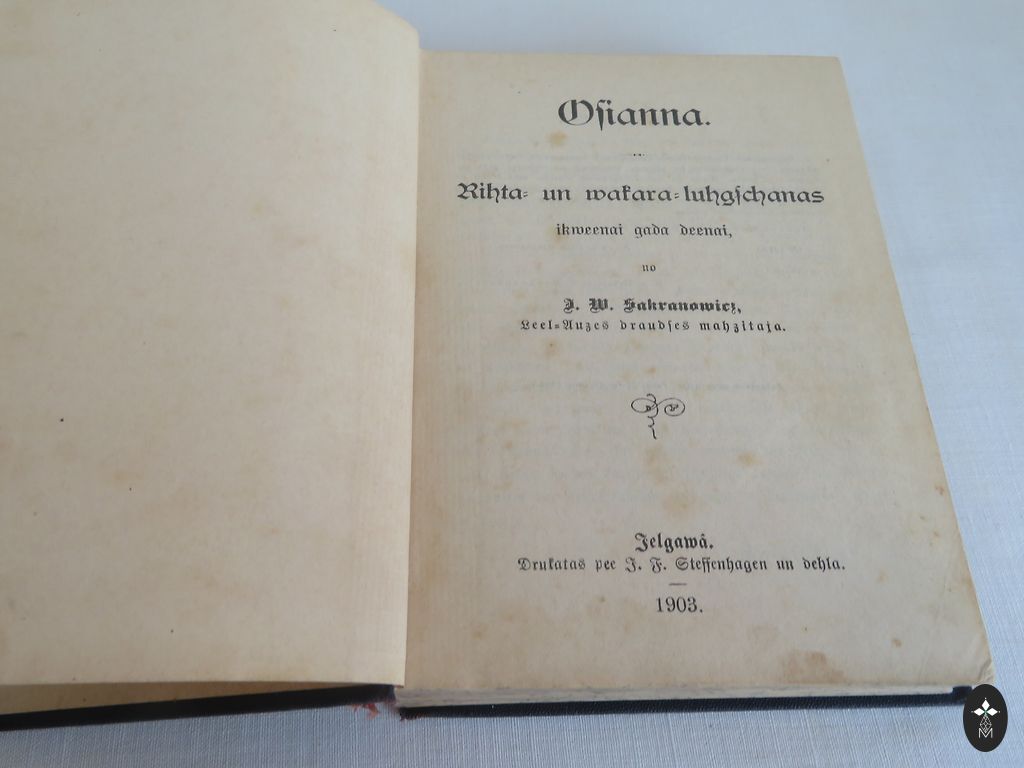 Oſianna.
Rihta- un wakara-luhgſchanas
ikweenai gada deenai,
no
J. W. Sakranowicz,
Leel-Auzes draudſes mahzitaja.
Jelgawâ.
Drukatas pee J. F. Steffenhagen un dehla.
1903.
M